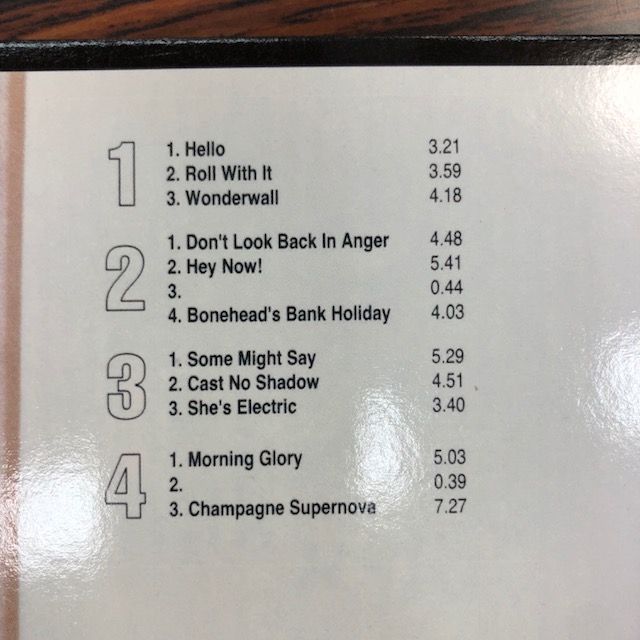 1
1. Hello 3.21
2. Roll With It 3.59
3. Wonderwall 4.18
2
1. Don't Look Back In Anger 4.48
2. Hey Now! 5.41
3. 0.44
4. Bonehead's Bank Holiday 4.03
3
1. Some Might Say 5.29
2. Cast No Shadow 4.51
3. She's Electric 3.40
4
1. Morning Glory 5.03
2. 0.39
3. Champagne Supernova 7.27